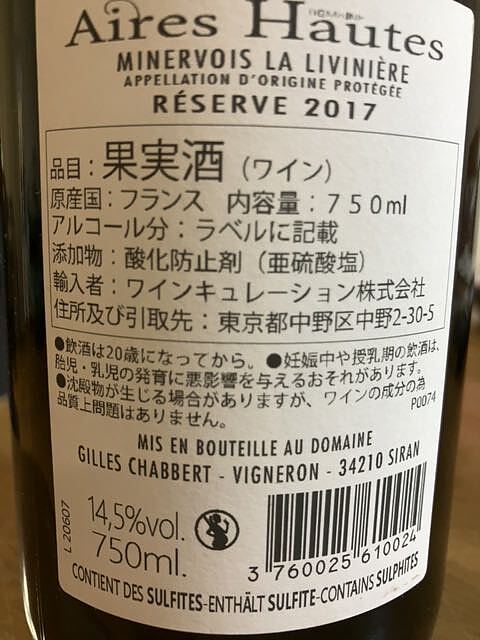 Aires Hautes
MINERVOIS LA LIVINIÈRE
APPELLATION D'ORIGINE PROTÉGÉE
RÉSERVE 2017
品目：果実酒（ワイン）
原産国：フランス 内容量：７５０ml
アルコール分：ラベルに記載
添加物：酸化防止剤（亜硫酸塩）
輸入者：ワインキュレーション株式会社
住所及び引取先：東京都中野区中野2-30-5
●飲酒は20歳になってから。●妊娠中や授乳期の飲酒は、
胎児・乳児の発育に悪影響を与えるおそれがあります。
●沈殿物が生じる場合がありますが、ワインの成分の為
品質上問題はありません。 P0074
MIS EN BOUTEILLE AU DOMAINE
GILLES CHABBERT - VIGNERON - 34210 SIRAN
L 20607
14,5%vol.
750ml.
3 760025 610024
CONTIENT DES SULFITES-ENTHÄLT SULFITE-CONTAINS SULPHITES